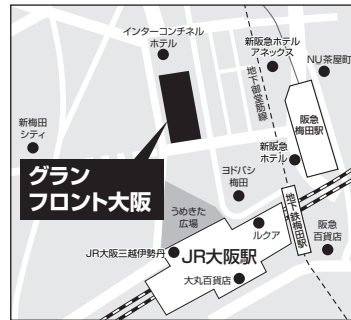 インターコンチネンタル
ホテル
新阪急ホテル
アネックス
NU茶屋町
地下御堂筋線
新梅田
シティ
阪急
梅田駅
新阪急
ホテル
グラン
フロント大阪
ヨドバシ
梅田
うめきた
広場
地下鉄梅田駅
ルクア
阪急
百貨店
JR大阪三越伊勢丹
JR大阪駅
大丸百貨店